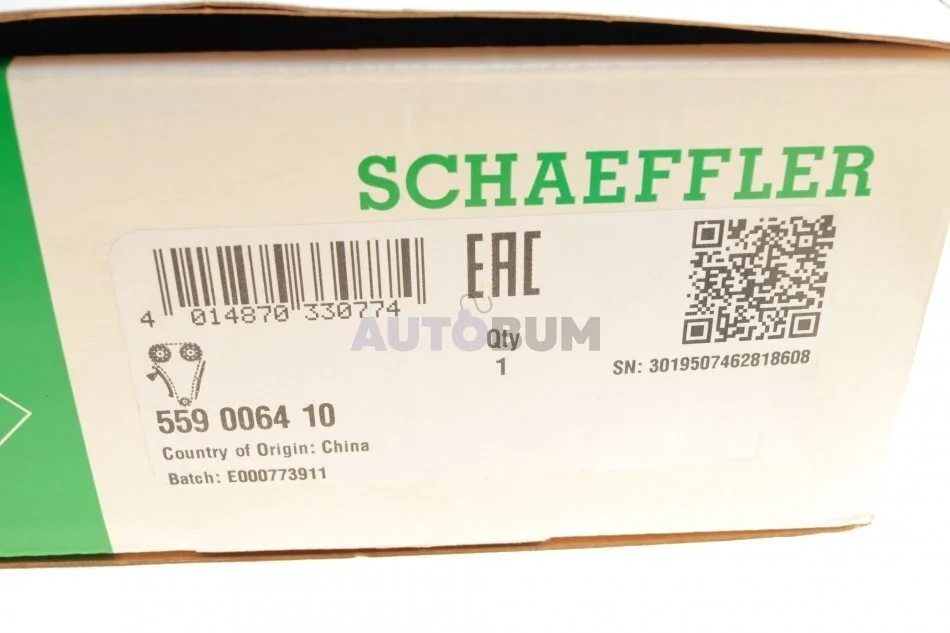 SCHAEFFLER
EAC
4 014870 330774
AUTOBUM
Qty
1
SN: 3019507462818608
559 0064 10
Country of Origin: China
Batch: E000773911